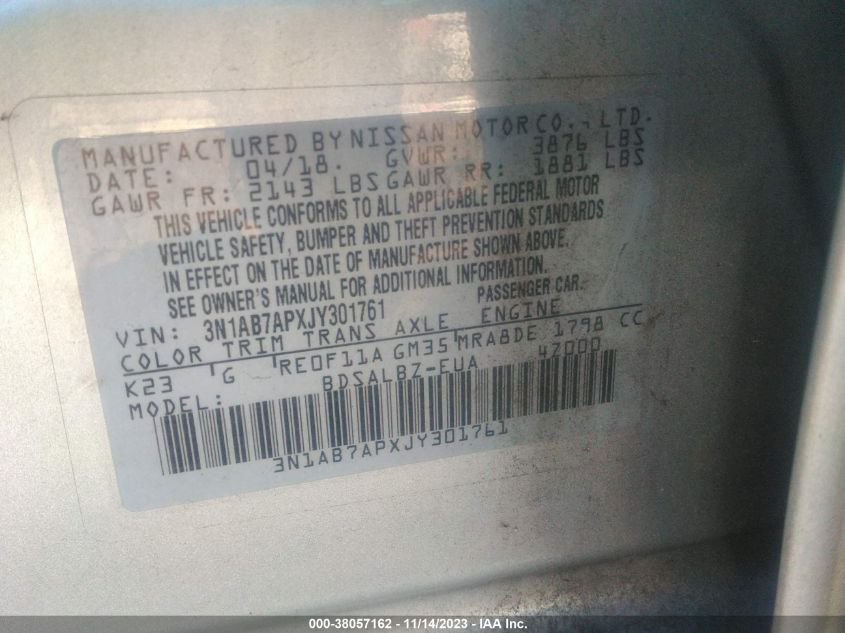 MANUFACTURED BY NISSAN MOTOR CO., LTD.
DATE: 04/18. GVWR: 3876 LBS
GAWR FR: 2143 LBS GAWR RR: 1881 LBS
THIS VEHICLE CONFORMS TO ALL APPLICABLE FEDERAL MOTOR
VEHICLE SAFETY, BUMPER AND THEFT PREVENTION STANDARDS
IN EFFECT ON THE DATE OF MANUFACTURE SHOWN ABOVE.
SEE OWNER'S MANUAL FOR ADDITIONAL INFORMATION.
VIN: 3N1AB7APXJY301761 PASSENGER CAR.
COLOR TRIM TRANS AXLE ENGINE
K23 G RE0F11A GM35 MRA8DE 1798 CC
MODEL: BDSALBZ-EUA 4Z000
3N1AB7APXJY301761
000-38057162 - 11/14/2023 - IAA Inc.